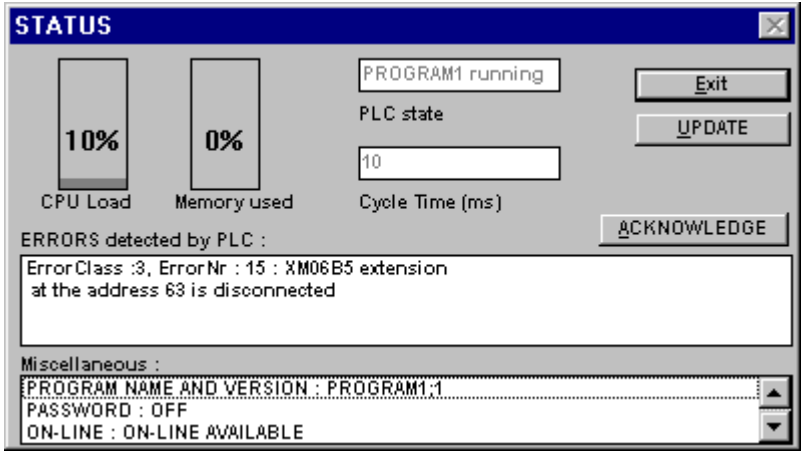 STATUS
PROGRAM1 running
Exit
PLC state
UPDATE
10%
0%
10
CPU Load
Memory used
Cycle Time (ms)
ACKNOWLEDGE
ERRORS detected by PLC :
ErrorClass :3, ErrorNr : 15 : XM06B5 extension
at the address 63 is disconnected
Miscellaneous :
PROGRAM NAME AND VERSION : PROGRAM1;1
PASSWORD : OFF
ON-LINE : ON-LINE AVAILABLE